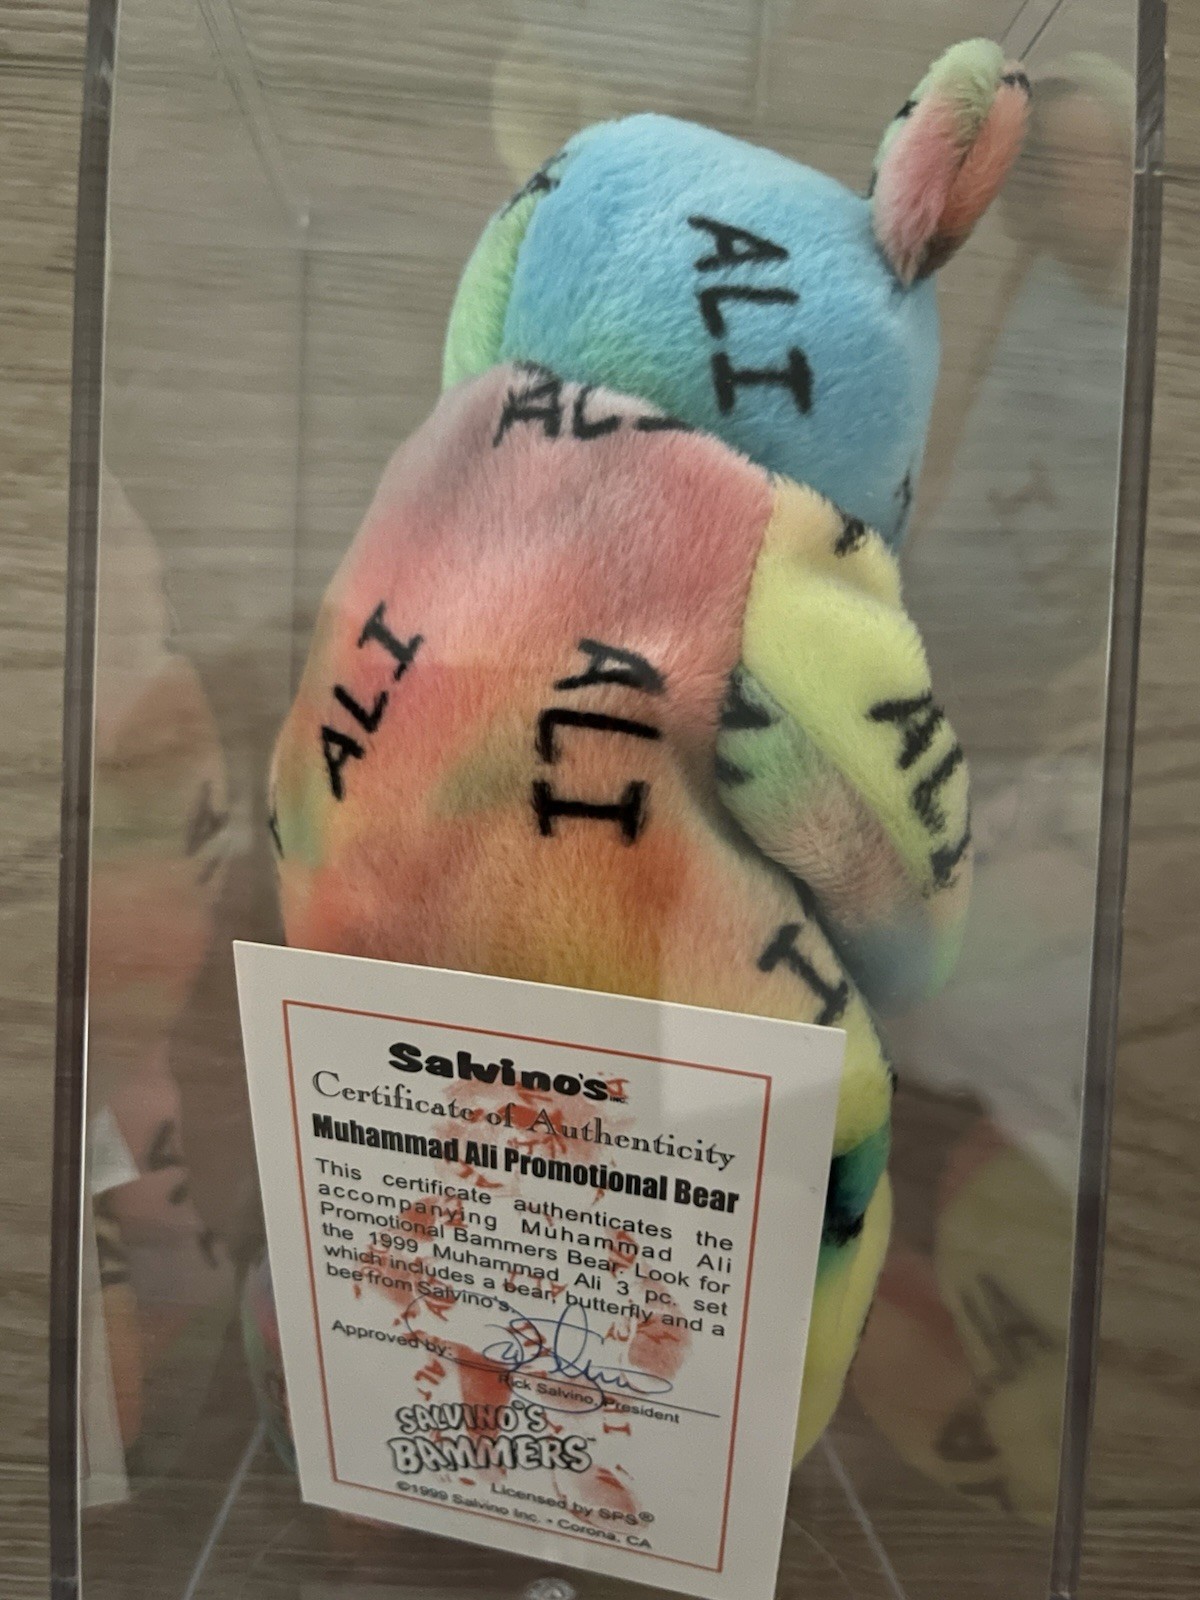 ALI
ALI
ALI
ALI
ALI
I
Salvino's INC.
Certificate of Authenticity
Muhammad Ali Promotional Bear
This certificate authenticates the
accompanying Muhammad Ali
Promotional Bammers Bear. Look for
the 1999 Muhammad Ali 3 pc. set
which includes a bear, butterfly and a
bee from Salvino's.
Approved by:
Rick Salvino, President
SALVINO'S
BAMMERS™
Licensed by SPS®
©1999 Salvino Inc. • Corona, CA